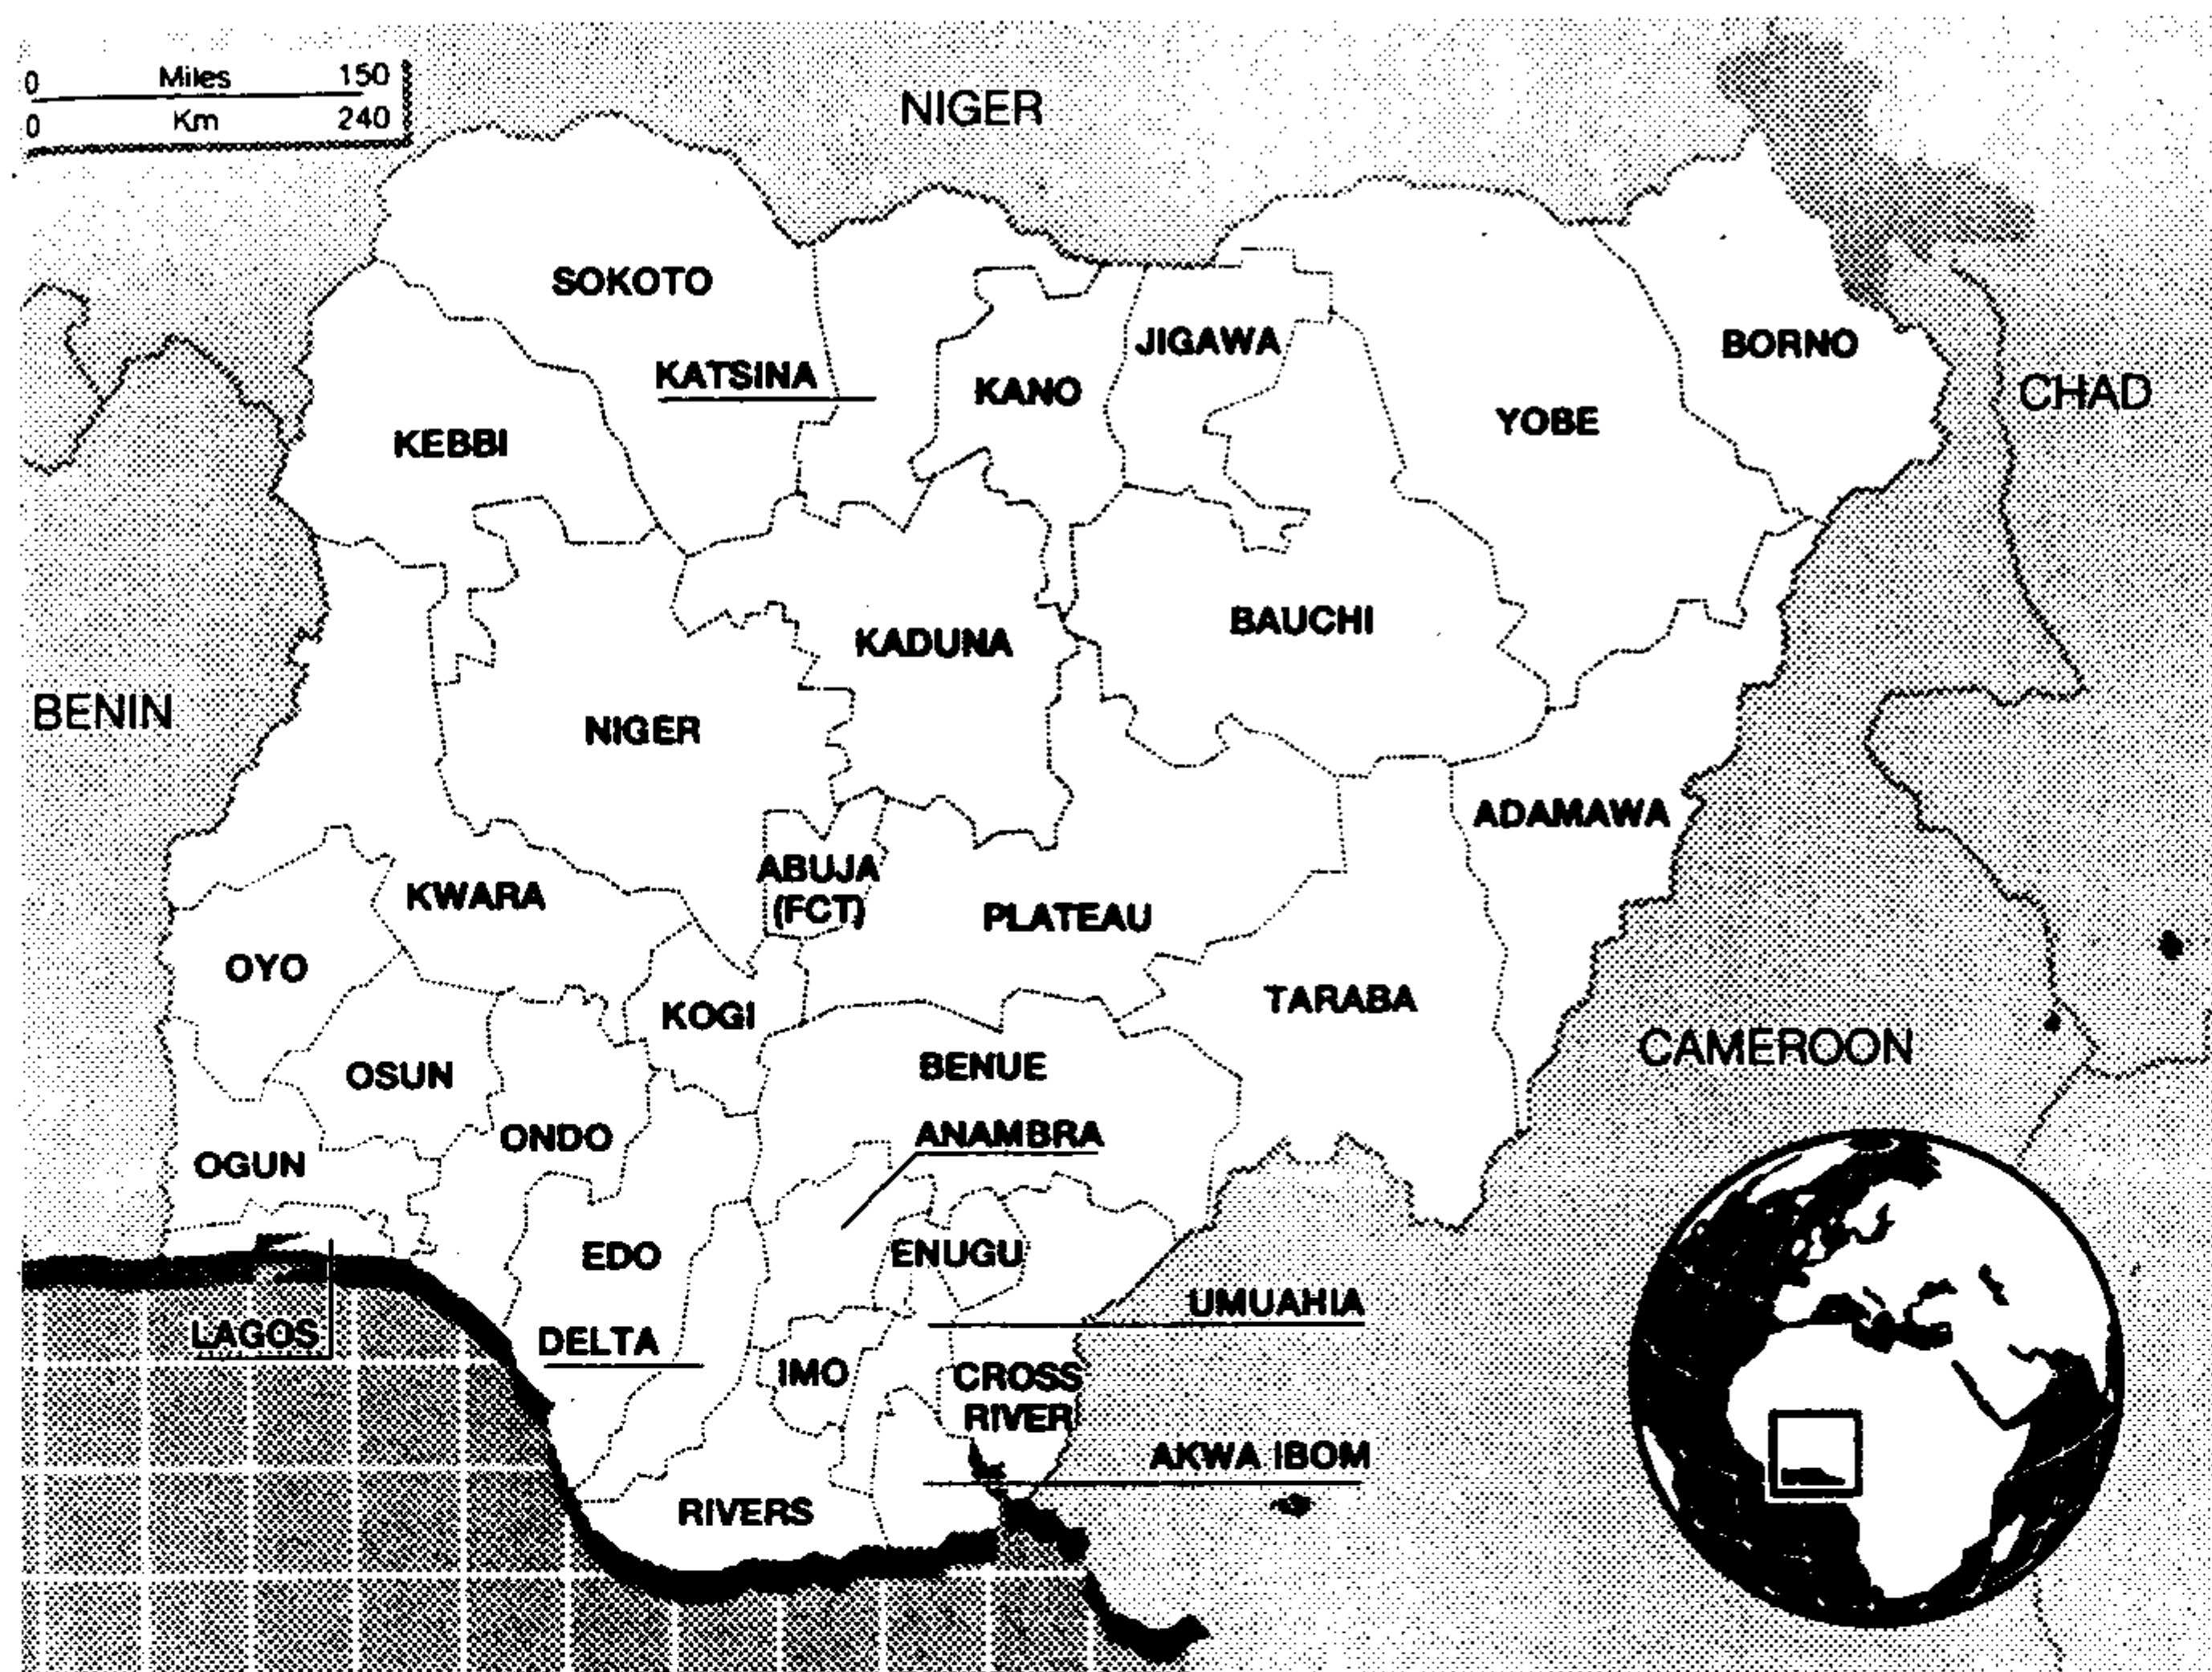 0 Miles 150
0 Km 240
NIGER
SOKOTO
KATSINA
KANO
JIGAWA
BORNO
CHAD
YOBE
KEBBI
BAUCHI
KADUNA
BENIN
NIGER
ADAMAWA
ABUJA
(FCT)
KWARA
PLATEAU
OYO
TARABA
KOGI
CAMEROON
OSUN
BENUE
ONDO
ANAMBRA
OGUN
EDO
ENUGU
UMUAHIA
LAGOS
DELTA
IMO
CROSS
RIVER
AKWA IBOM
RIVERS